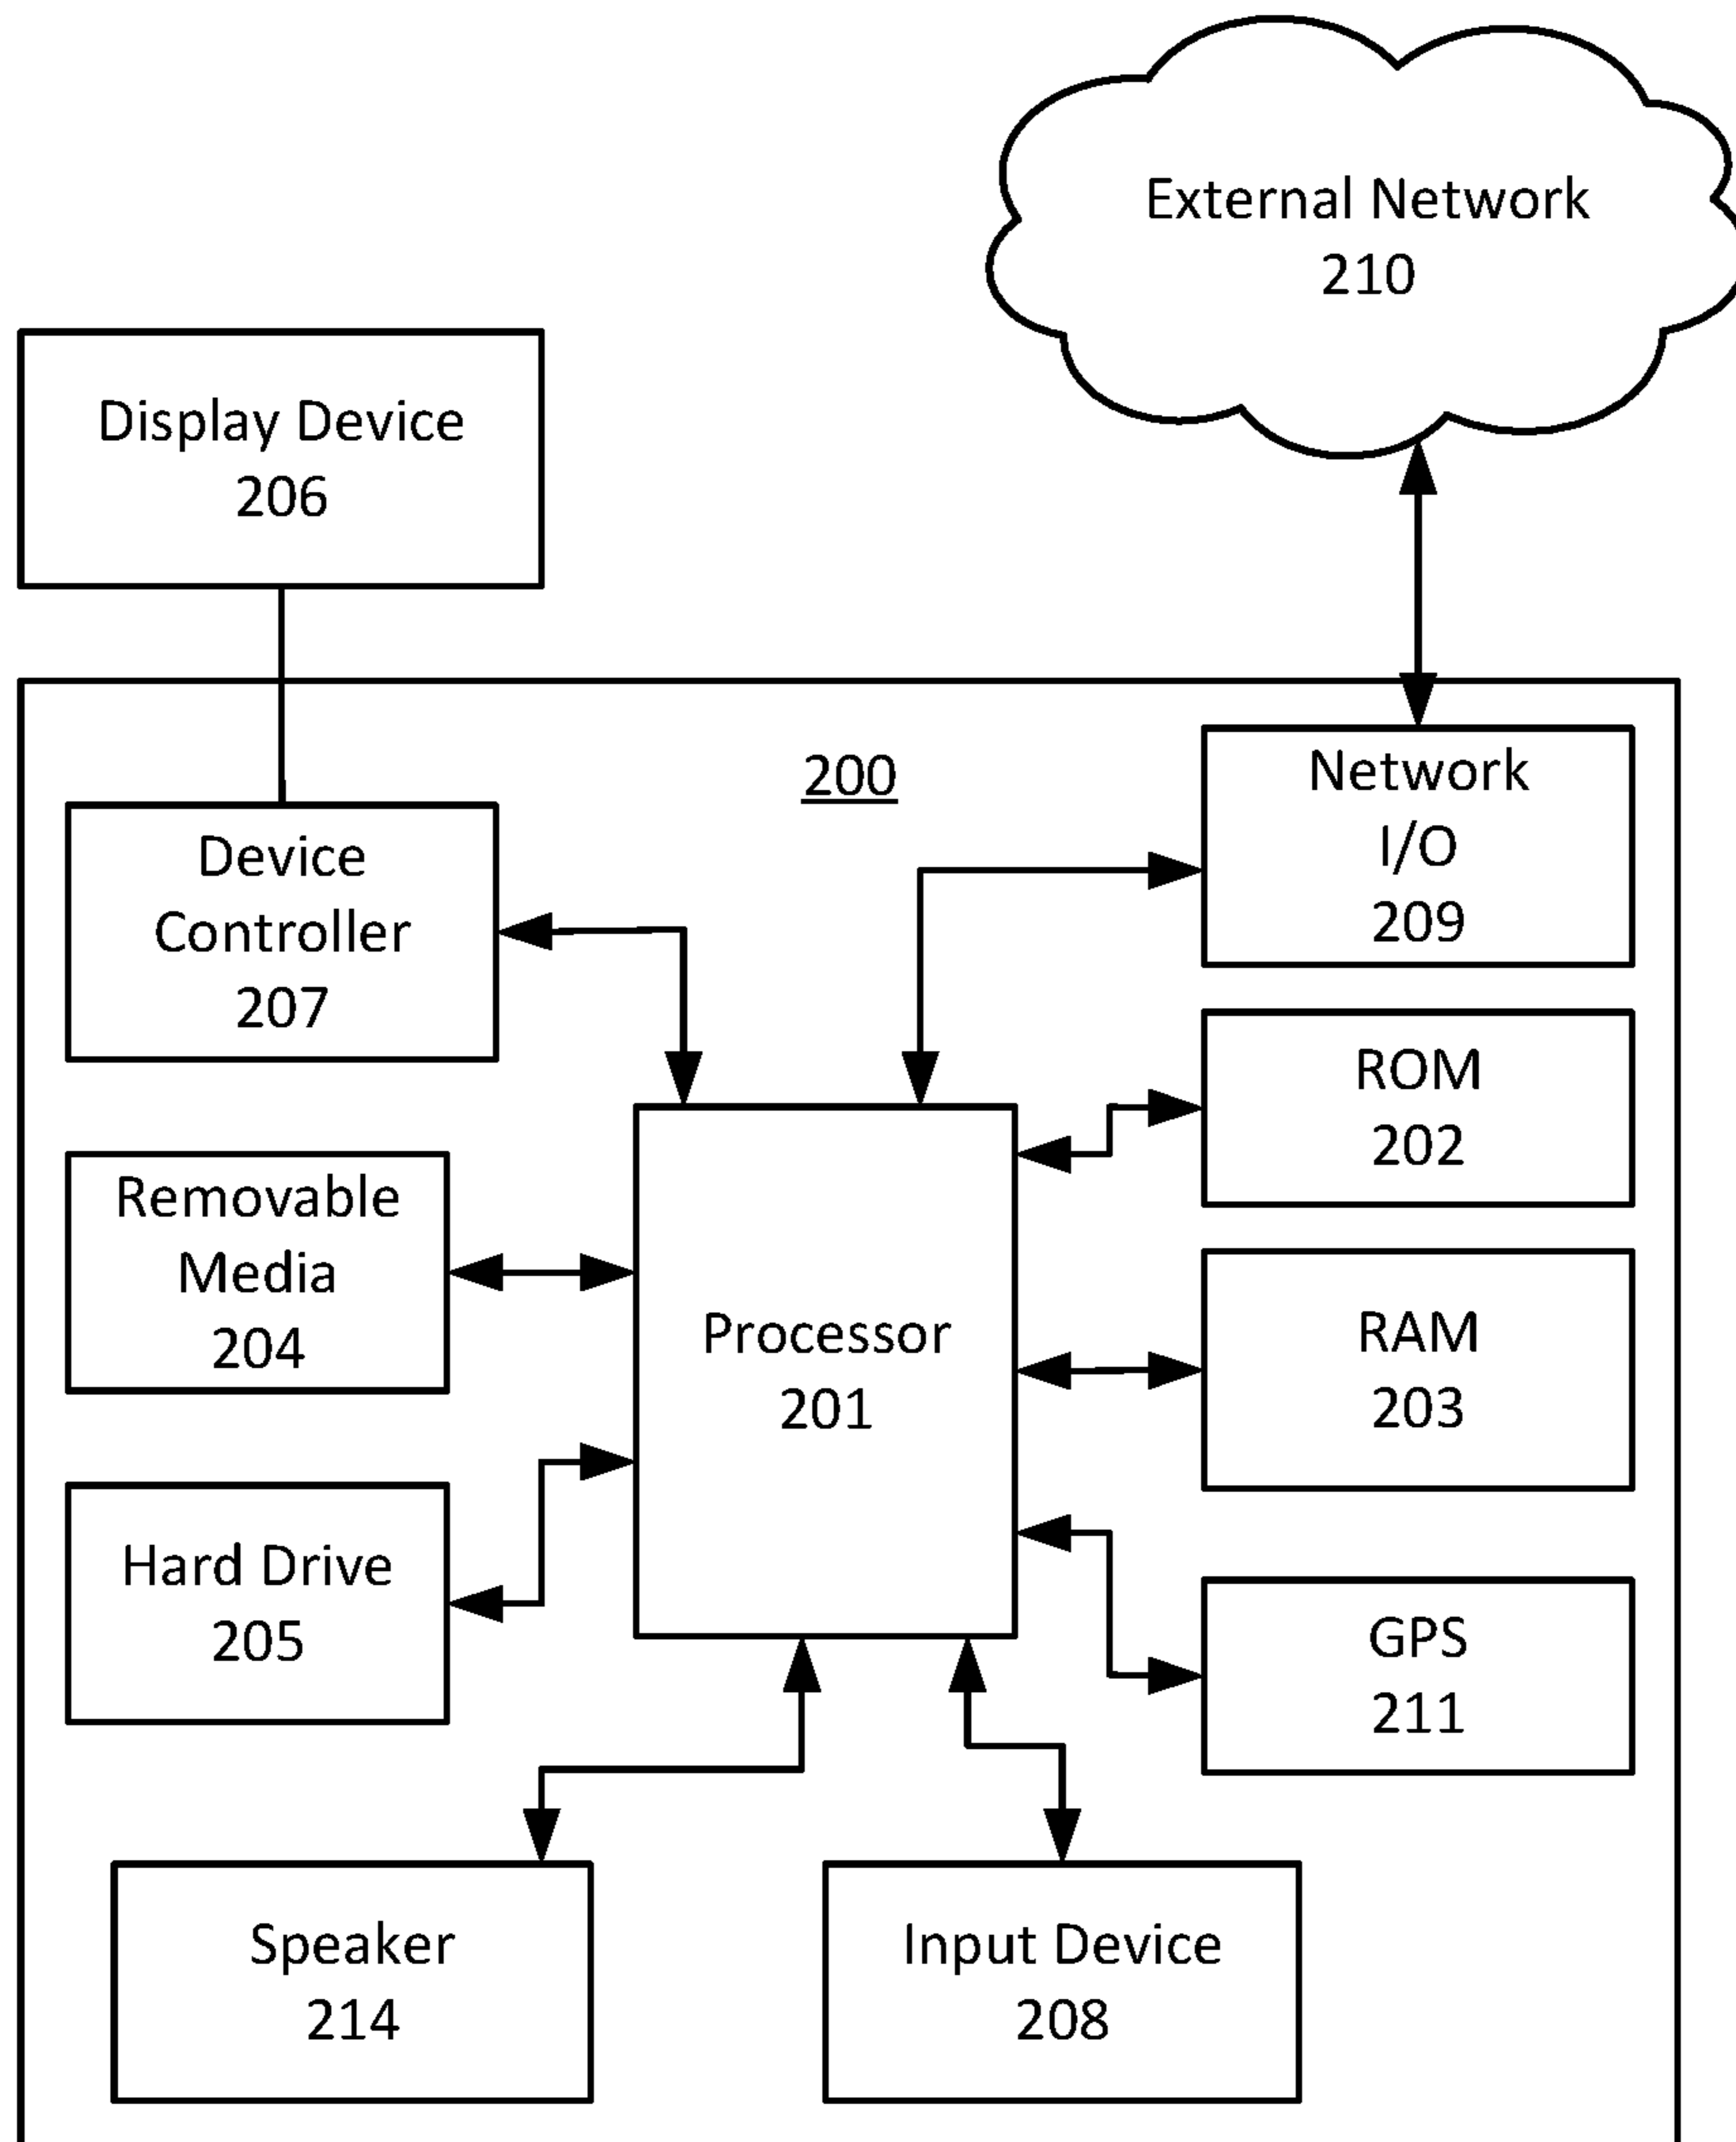 External Network
210
Display Device
206
200
Network
I/O
209
Device
Controller
207
ROM
202
Removable
Media
204
Processor
201
RAM
203
Hard Drive
205
GPS
211
Speaker
214
Input Device
208